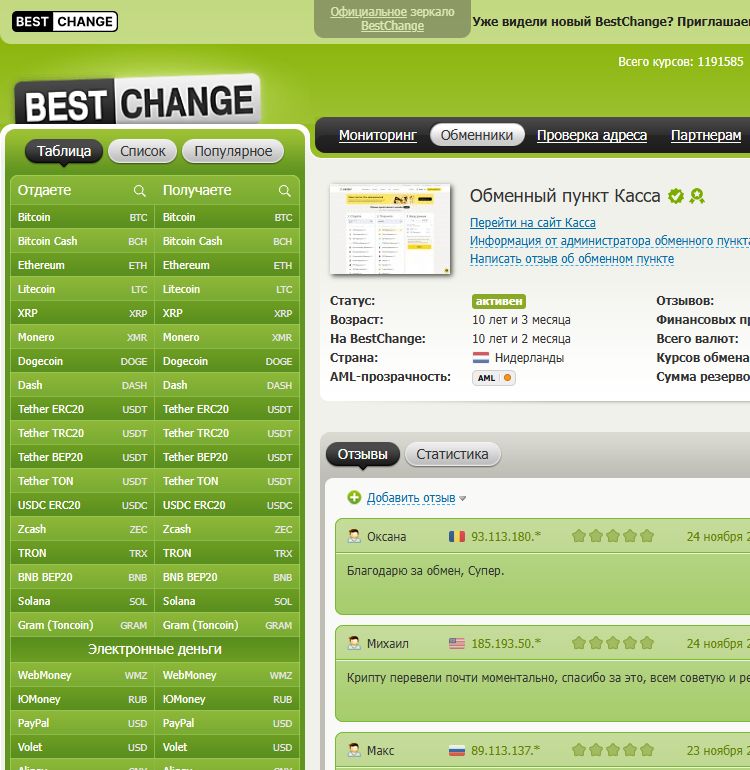 BEST CHANGE
Официальное зеркало
BestChange
Уже видели новый BestChange? Приглашае
Всего курсов: 1191585
BEST CHANGE
Мониторинг Обменники Проверка адреса Партнерам
Таблица Список Популярное
Отдаете Получаете
Bitcoin BTC Bitcoin BTC
Bitcoin Cash BCH Bitcoin Cash BCH
Ethereum ETH Ethereum ETH
Litecoin LTC Litecoin LTC
XRP XRP XRP XRP
Monero XMR Monero XMR
Dogecoin DOGE Dogecoin DOGE
Dash DASH Dash DASH
Tether ERC20 USDT Tether ERC20 USDT
Tether TRC20 USDT Tether TRC20 USDT
Tether BEP20 USDT Tether BEP20 USDT
Tether TON USDT Tether TON USDT
USDC ERC20 USDC USDC ERC20 USDC
Zcash ZEC Zcash ZEC
TRON TRX TRON TRX
BNB BEP20 BNB BNB BEP20 BNB
Solana SOL Solana SOL
Gram (Toncoin) GRAM Gram (Toncoin) GRAM
Электронные деньги
WebMoney WMZ WebMoney WMZ
ЮMoney RUB ЮMoney RUB
PayPal USD PayPal USD
Volet USD Volet USD
Обменный пункт Касса
Перейти на сайт Касса
Информация от администратора обменного пункта
Написать отзыв об обменном пункте
Статус: активен Отзывов:
Возраст: 10 лет и 3 месяца Финансовых п
На BestChange: 10 лет и 2 месяца Всего валют:
Страна: Нидерланды Курсов обмена
AML-прозрачность: AML Сумма резерво
Отзывы Статистика
Добавить отзыв
Оксана 93.113.180.* 24 ноября 2
Благодарю за обмен, Супер.
Михаил 185.193.50.* 24 ноября 2
Крипту перевели почти моментально, спасибо за это, всем советую и ре
Макс 89.113.137.* 23 ноября 2